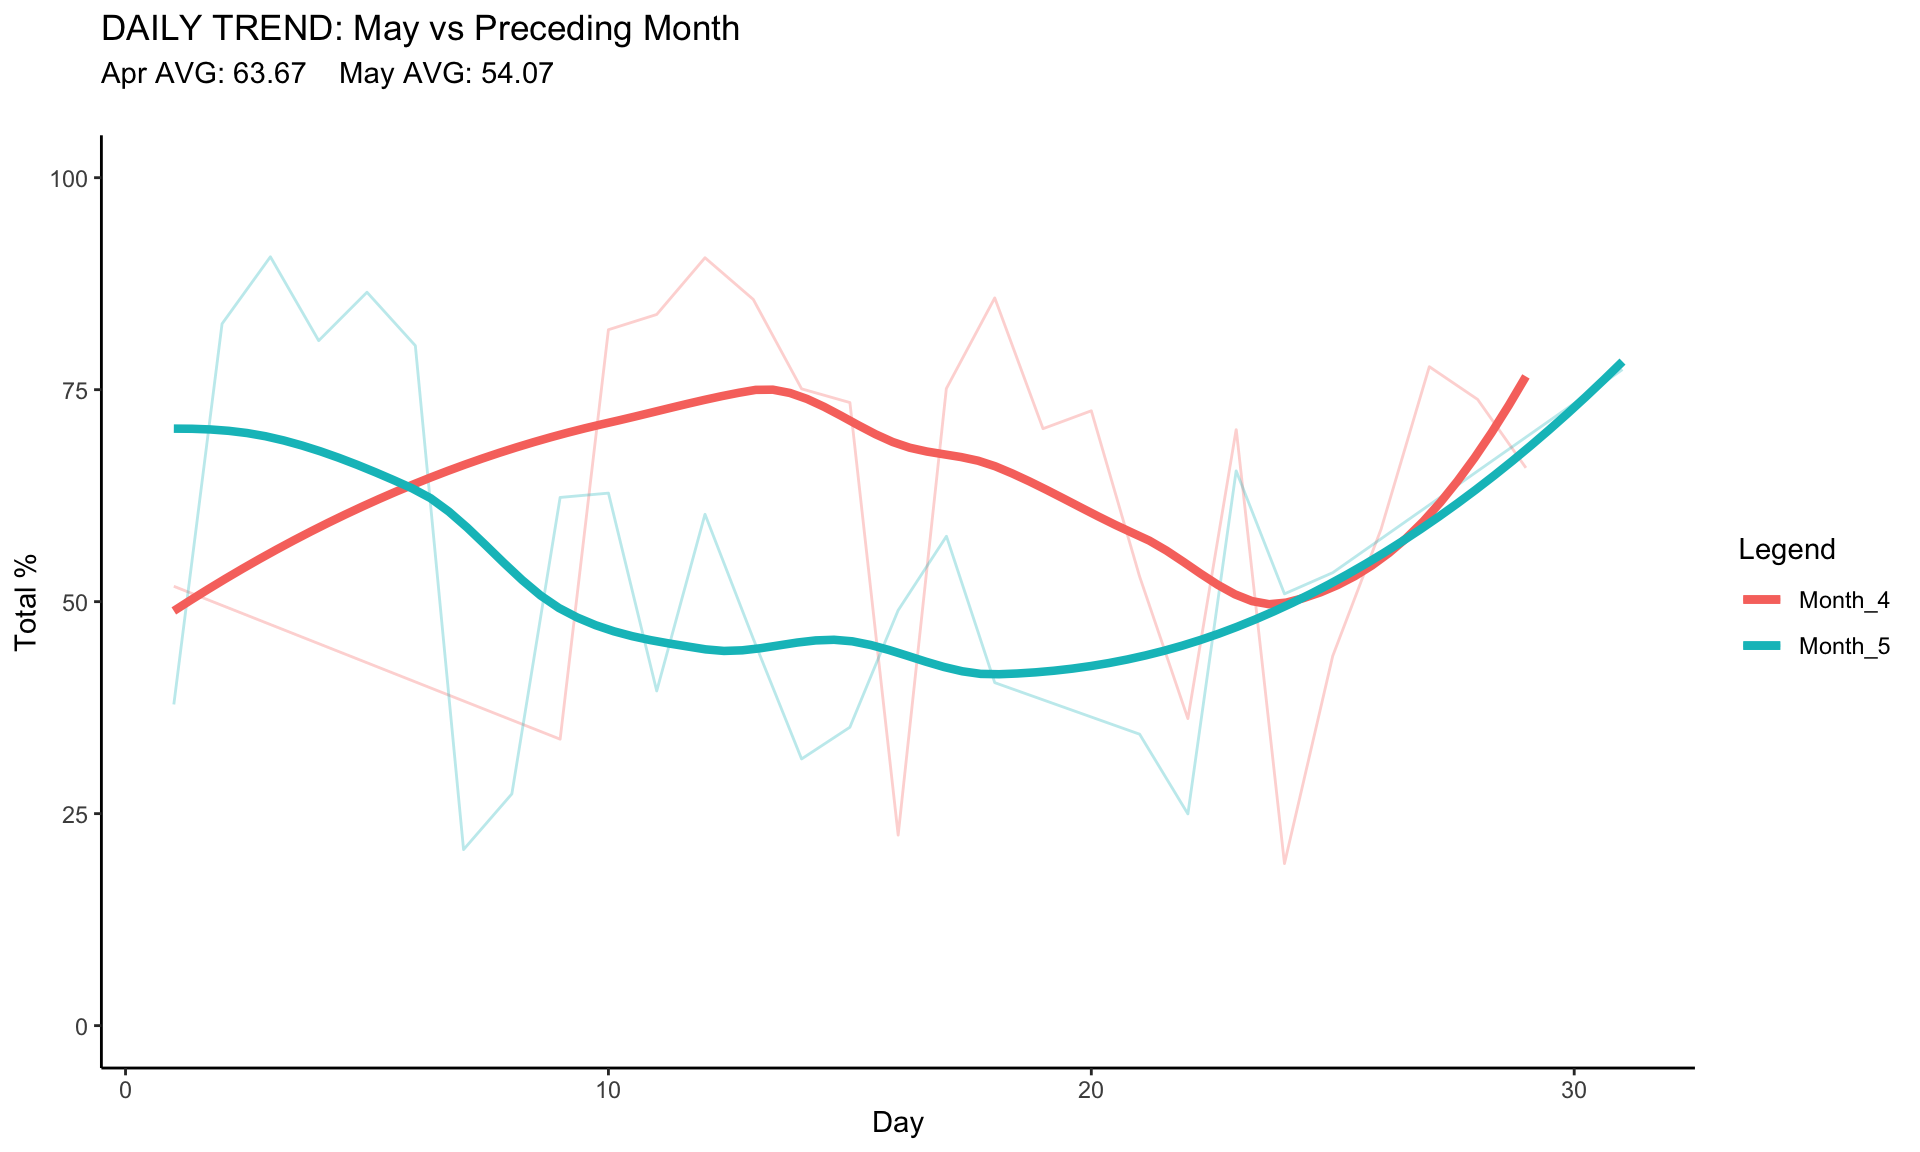 DAILY TREND: May vs Preceding Month
Apr AVG: 63.67    May AVG: 54.07
100
75
50
25
0
Total %
0
10
20
30
Day
Legend
Month_4
Month_5